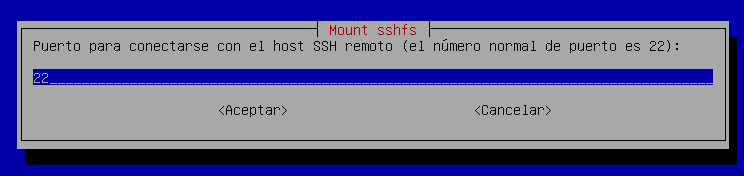 Mount sshfs
Puerto para conectarse con el host SSH remoto (el número normal de puerto es 22):
22
<Aceptar> <Cancelar>